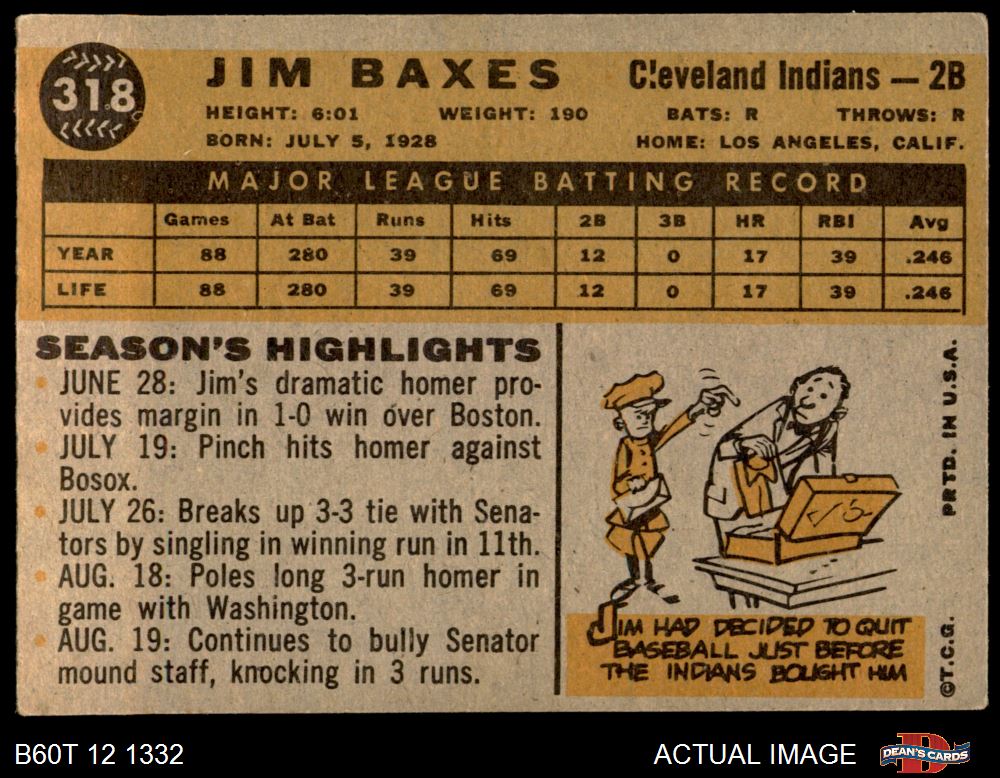 318
JIM BAXES
Cleveland Indians — 2B
HEIGHT: 6:01 WEIGHT: 190 BATS: R THROWS: R
BORN: JULY 5, 1928 HOME: LOS ANGELES, CALIF.
MAJOR LEAGUE BATTING RECORD
Games At Bat Runs Hits 2B 3B HR RBI Avg
YEAR 88 280 39 69 12 0 17 39 .246
LIFE 88 280 39 69 12 0 17 39 .246
SEASON'S HIGHLIGHTS
JUNE 28: Jim's dramatic homer pro-
vides margin in 1-0 win over Boston.
JULY 19: Pinch hits homer against
Bosox.
JULY 26: Breaks up 3-3 tie with Sena-
tors by singling in winning run in 11th.
AUG. 18: Poles long 3-run homer in
game with Washington.
AUG. 19: Continues to bully Senator
mound staff, knocking in 3 runs.
JIM HAD DECIDED TO QUIT
BASEBALL JUST BEFORE
THE INDIANS BOUGHT HIM
PRTD. IN U.S.A.
©T.C.G.
B60T 12 1332
ACTUAL IMAGE
DEAN'S CARDS